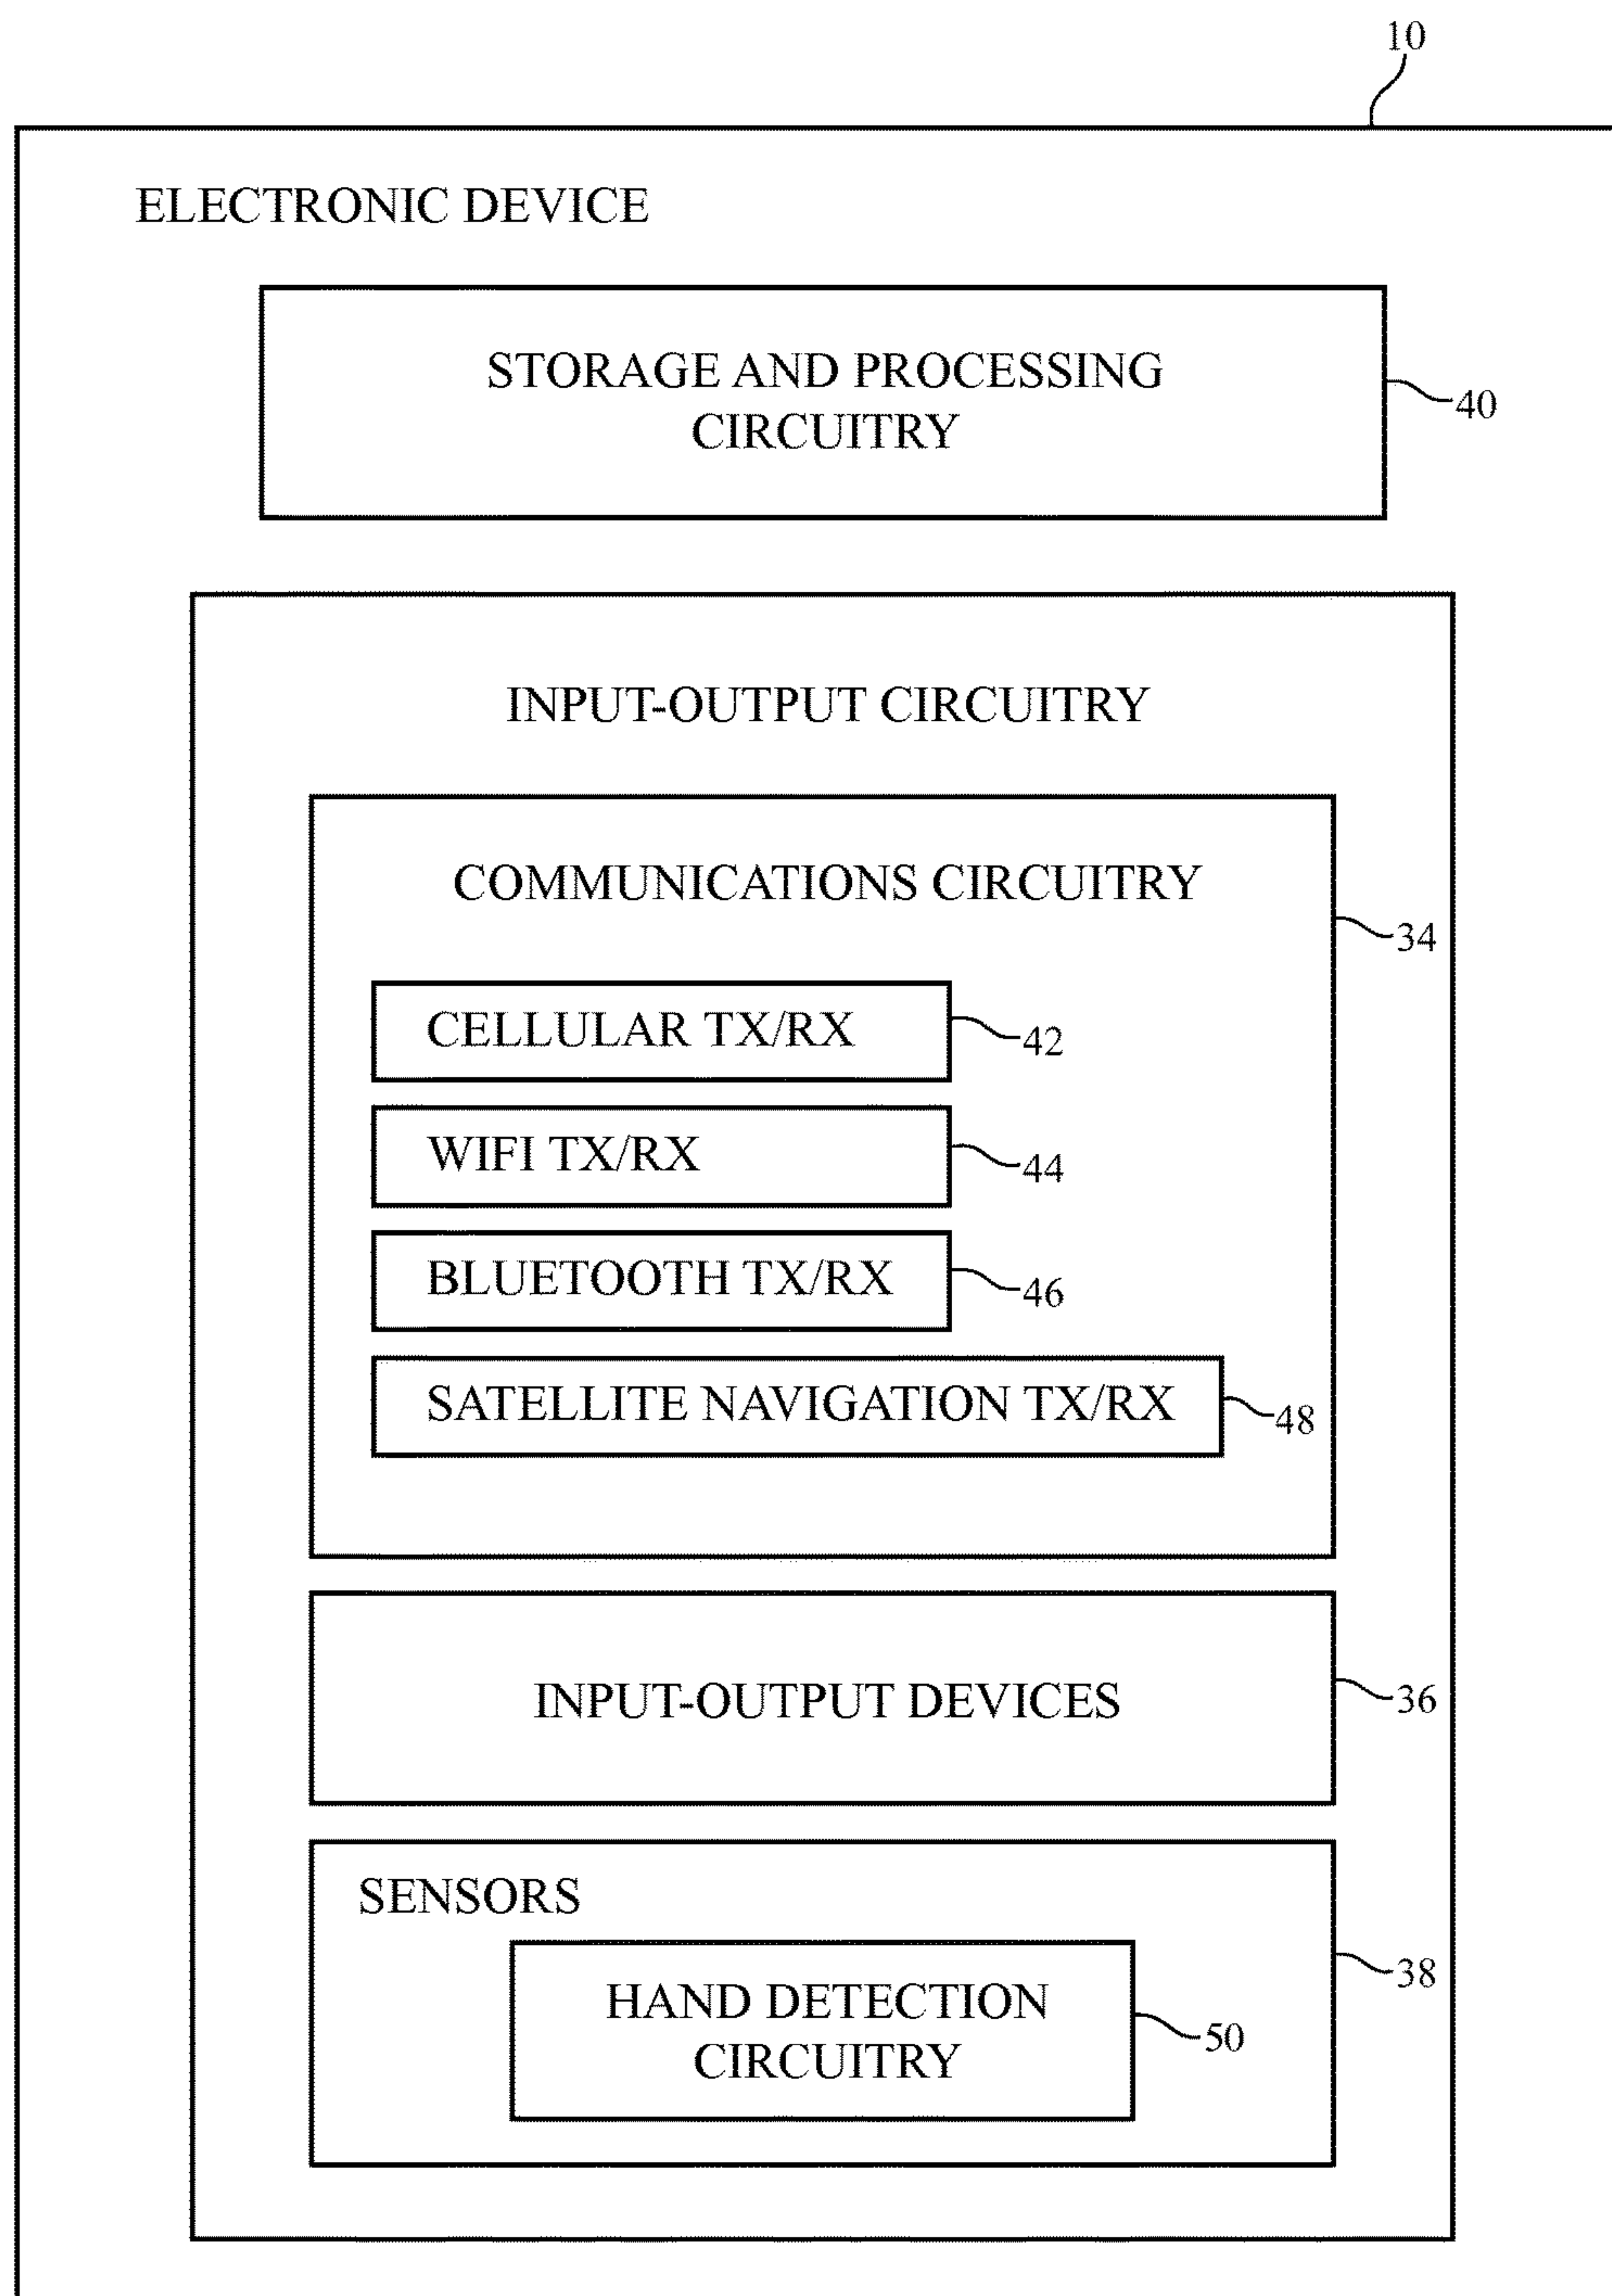 10
ELECTRONIC DEVICE
STORAGE AND PROCESSING
CIRCUITRY
40
INPUT-OUTPUT CIRCUITRY
COMMUNICATIONS CIRCUITRY
34
CELLULAR TX/RX
42
WIFI TX/RX
44
BLUETOOTH TX/RX
46
SATELLITE NAVIGATION TX/RX
48
INPUT-OUTPUT DEVICES
36
SENSORS
38
HAND DETECTION
CIRCUITRY
50